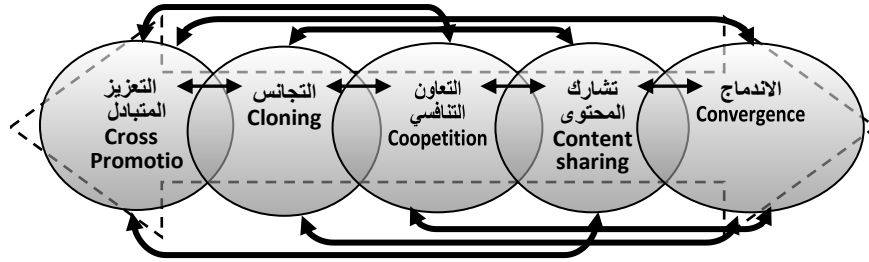 التعزيز
المتبادل
Cross
Promotio
التجانس
Cloning
التعاون
التنافسي
Coopetition
تشارك
المحتوى
Content
sharing
الاندماج
Convergence